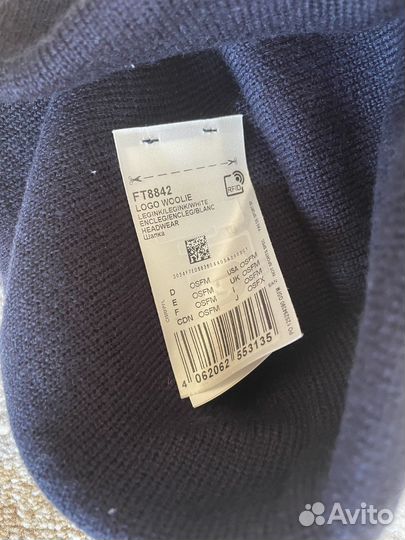 FT8842
RFID
LOGO WOOLIE
LEGINK/LEGINK/WHITE
ENCLEG/ENCLEG/BLANC
HEADWEAR
Шапка
D OSFM USA OSFM
E OSFM UK OSFM
F OSFM I OSFM
CDN OSFM J OSFX
4 062062 553135
Avito